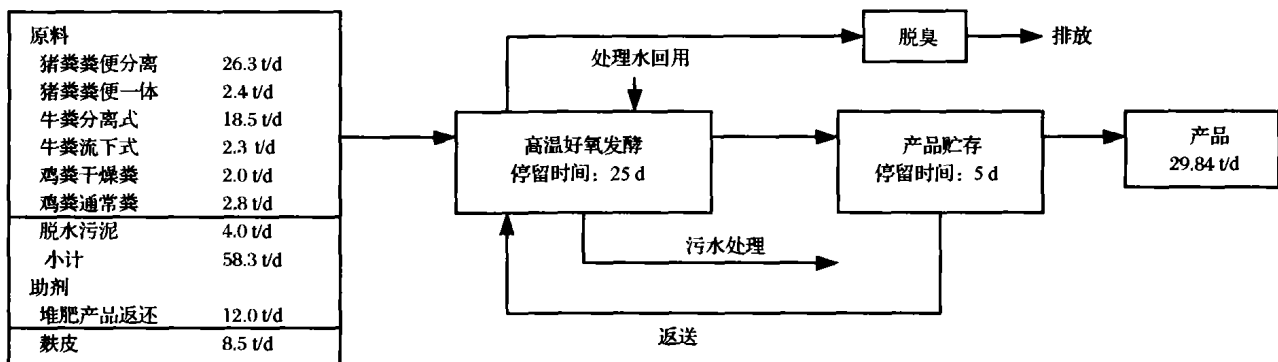 原料
猪粪粪便分离 26.3 t/d
猪粪粪便一体 2.4 t/d
牛粪分离式 18.5 t/d
牛粪流下式 2.3 t/d
鸡粪干燥粪 2.0 t/d
鸡粪通常粪 2.8 t/d
脱水污泥 4.0 t/d
小计 58.3 t/d
助剂
堆肥产品返还 12.0 t/d
麸皮 8.5 t/d
处理水回用
脱臭
排放
高温好氧发酵
停留时间：25 d
产品贮存
停留时间：5 d
产品
29.84 t/d
污水处理
返送